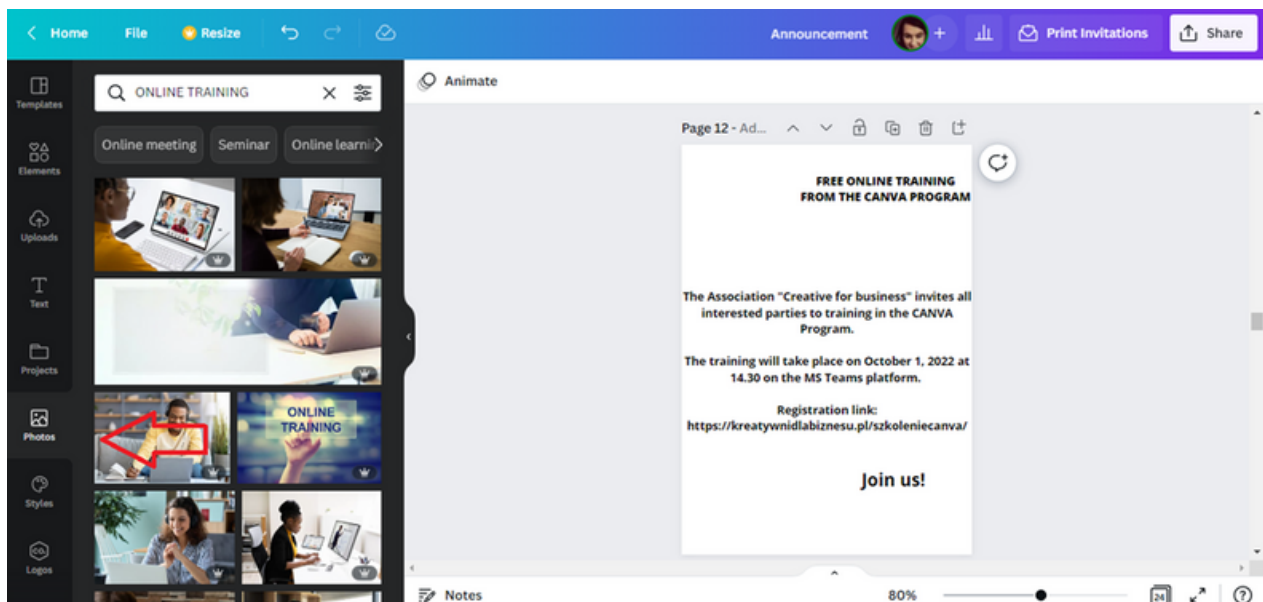 Home File Resize Announcement + Print Invitations Share
Templates
Elements
Uploads
Text
Projects
Photos
Styles
CO.
Logos
ONLINE TRAINING
Online meeting Seminar Online learnin
ONLINE
TRAINING
Animate
Page 12 - Ad...
FREE ONLINE TRAINING
FROM THE CANVA PROGRAM
The Association "Creative for business" invites all
interested parties to training in the CANVA
Program.
The training will take place on October 1, 2022 at
14.30 on the MS Teams platform.
Registration link:
https://kreatywnidlabiznesu.pl/szkoleniecanva/
Join us!
Notes 80% 24 ?